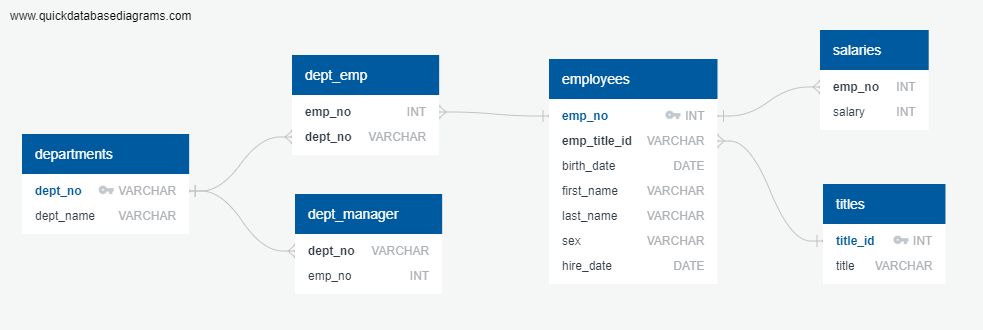 www.quickdatabasediagrams.com
departments
dept_no VARCHAR
dept_name VARCHAR
dept_emp
emp_no INT
dept_no VARCHAR
dept_manager
dept_no VARCHAR
emp_no INT
employees
emp_no INT
emp_title_id VARCHAR
birth_date DATE
first_name VARCHAR
last_name VARCHAR
sex VARCHAR
hire_date DATE
salaries
emp_no INT
salary INT
titles
title_id INT
title VARCHAR